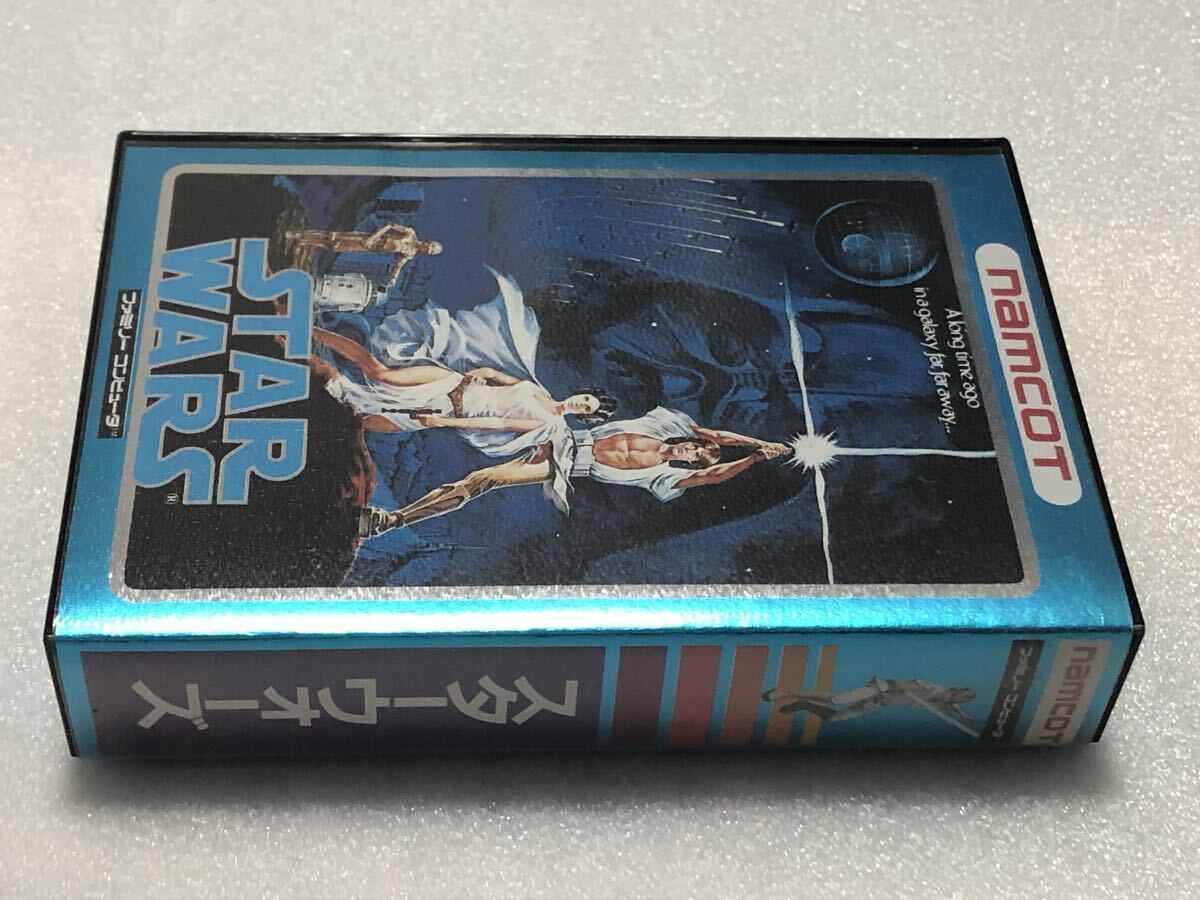 namcot
A long time ago
in a galaxy far, far away...
STAR
WARS®
ファミリーコンピュータ™
namcot
ファミリーコンピュータ
スターウォーズ